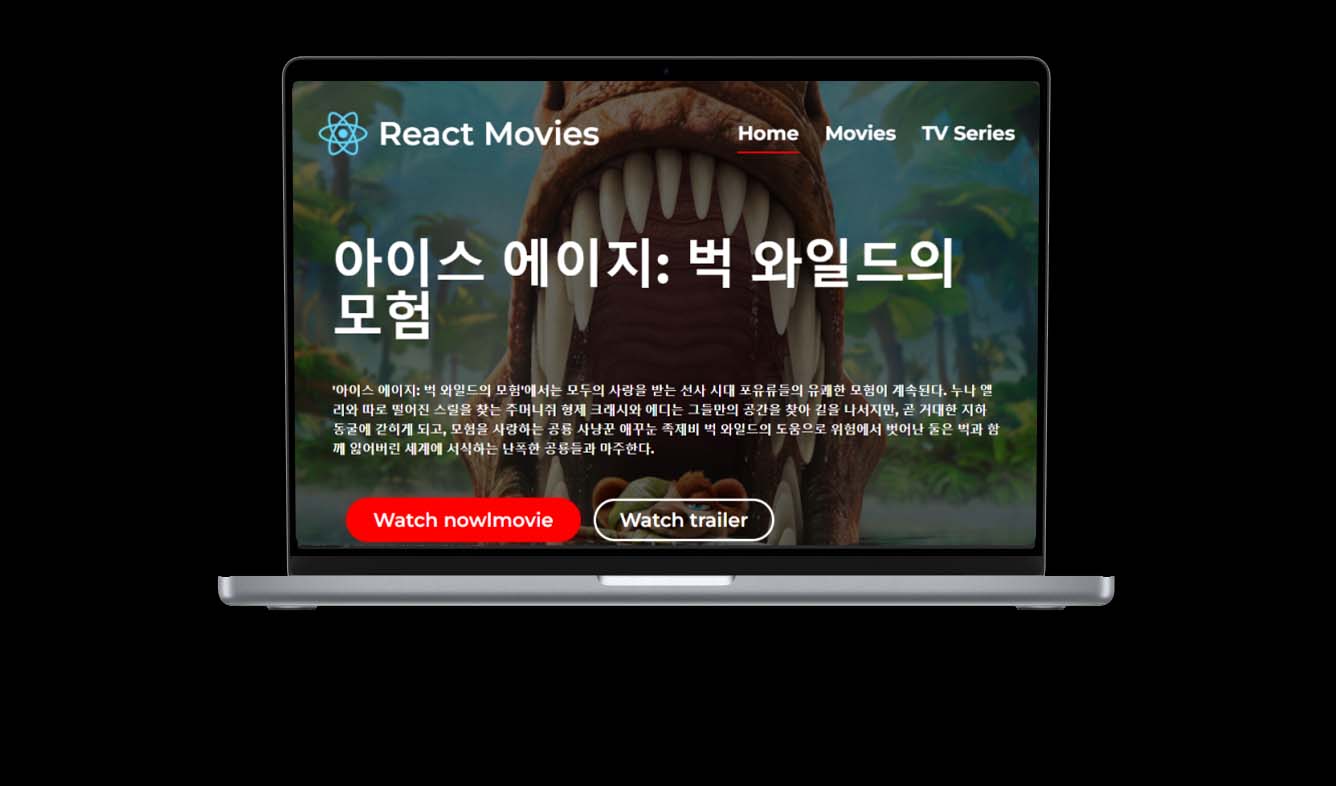 React Movies
Home Movies TV Series
아이스 에이지: 벅 와일드의
모험
'아이스 에이지: 벅 와일드의 모험'에서는 모두의 사랑을 받는 선사 시대 포유류들의 유쾌한 모험이 계속된다. 누나 앨
리와 따로 떨어진 스릴을 찾는 주머니쥐 형제 크래시와 에디는 그들만의 공간을 찾아 길을 나서지만, 곧 거대한 지하
동굴에 갇히게 되고, 모험을 사랑하는 공룡 사냥꾼 애꾸눈 족제비 벅 와일드의 도움으로 위험에서 벗어난 둘은 벅과 함
께 잃어버린 세계에 서식하는 난폭한 공룡들과 마주한다.
Watch nowlmovie Watch trailer